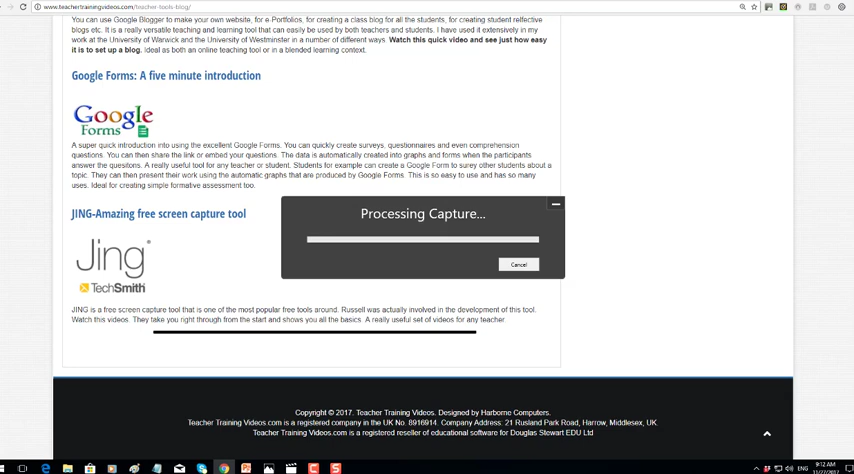 www.teachertrainingvideos.com/teacher-tools-blog/
You can use Google Blogger to make your own website, for e-Portfolios, for creating a class blog for all the students, for creating student relfective
blogs etc. It is a really versatile teaching and learning tool that can easily be used by both teachers and students. I have used it extensively in my
work at the University of Warwick and the University of Westminster in a number of different ways. Watch this quick video and see just how easy
it is to set up a blog. Ideal as both an online teaching tool or in a blended learning context.
Google Forms: A five minute introduction
Google
Forms
A super quick introduction into using the excellent Google Forms. You can quickly create surveys, questionnaires and even comprehension
questions. You can then share the link or embed your questions. The data is automatically created into graphs and forms when the participants
answer the questions. A really useful tool for any teacher or student. Students for example can create a Google Form to surey other students about a
topic. They can then present their work using the automatic graphs that are produced by Google Forms. This is so easy to use and has so many
uses. Ideal for creating simple formative assessment too.
JING-Amazing free screen capture tool
Processing Capture...
Cancel
Jing®
TechSmith
JING is a free screen capture tool that is one of the most popular free tools around. Russell was actually involved in the development of this tool.
Watch this videos. They take you right through from the start and shows you all the basics. A really useful set of videos for any teacher
Copyright © 2017. Teacher Training Videos. Designed by Harborne Computers.
Teacher Training Videos.com is a registered company in the UK No. 8916914. Company Address: 21 Rusland Park Road, Harrow, Middlesex, UK
Teacher Training Videos.com is a registered reseller of educational software for Douglas Stewart EDU Ltd
ENG
9:12 AM
11/27/2017